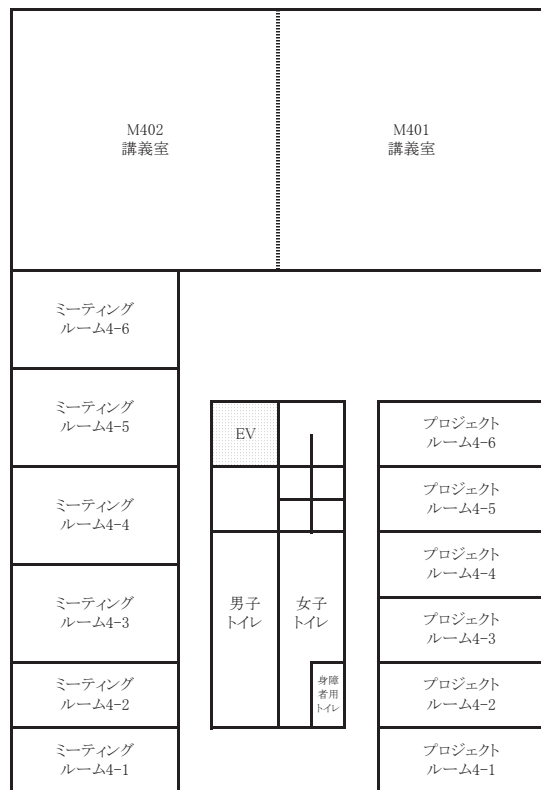 M402
講義室
M401
講義室
ミーティング
ルーム4-6
ミーティング
ルーム4-5
ミーティング
ルーム4-4
ミーティング
ルーム4-3
ミーティング
ルーム4-2
ミーティング
ルーム4-1
EV
男子
トイレ
女子
トイレ
身障
者用
トイレ
プロジェクト
ルーム4-6
プロジェクト
ルーム4-5
プロジェクト
ルーム4-4
プロジェクト
ルーム4-3
プロジェクト
ルーム4-2
プロジェクト
ルーム4-1